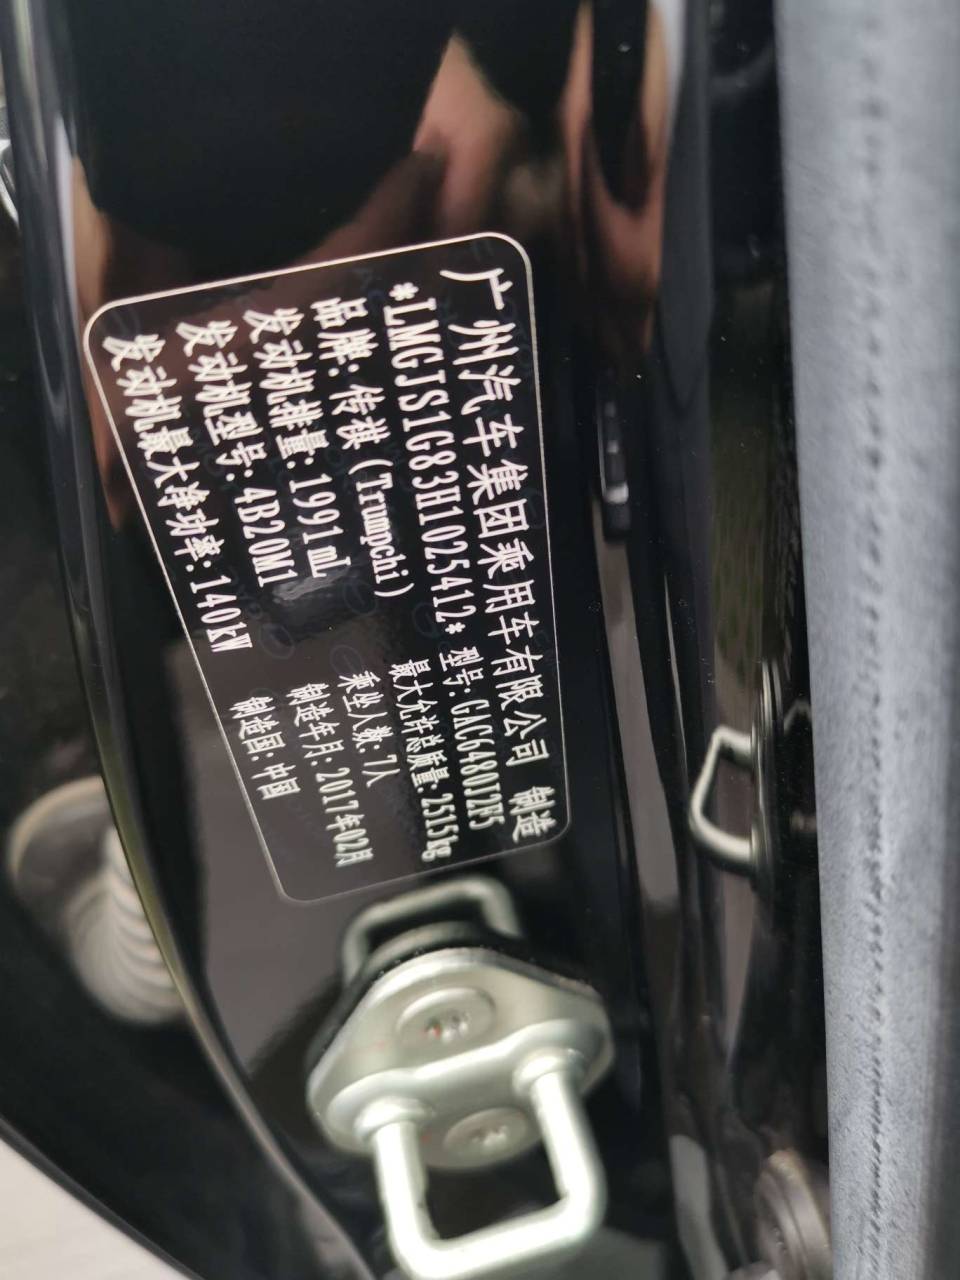 广州汽车集团乘用车有限公司 制造
*LMGJS1G83H1025412* 型号:GAC6480J2F5
品牌:传祺(Trumpchi) 最大允许总质量:2515kg
发动机排量:1991mL 乘坐人数:7人
发动机型号:4B20M1 制造年月:2017年02月
发动机最大净功率:140kW 制造国:中国